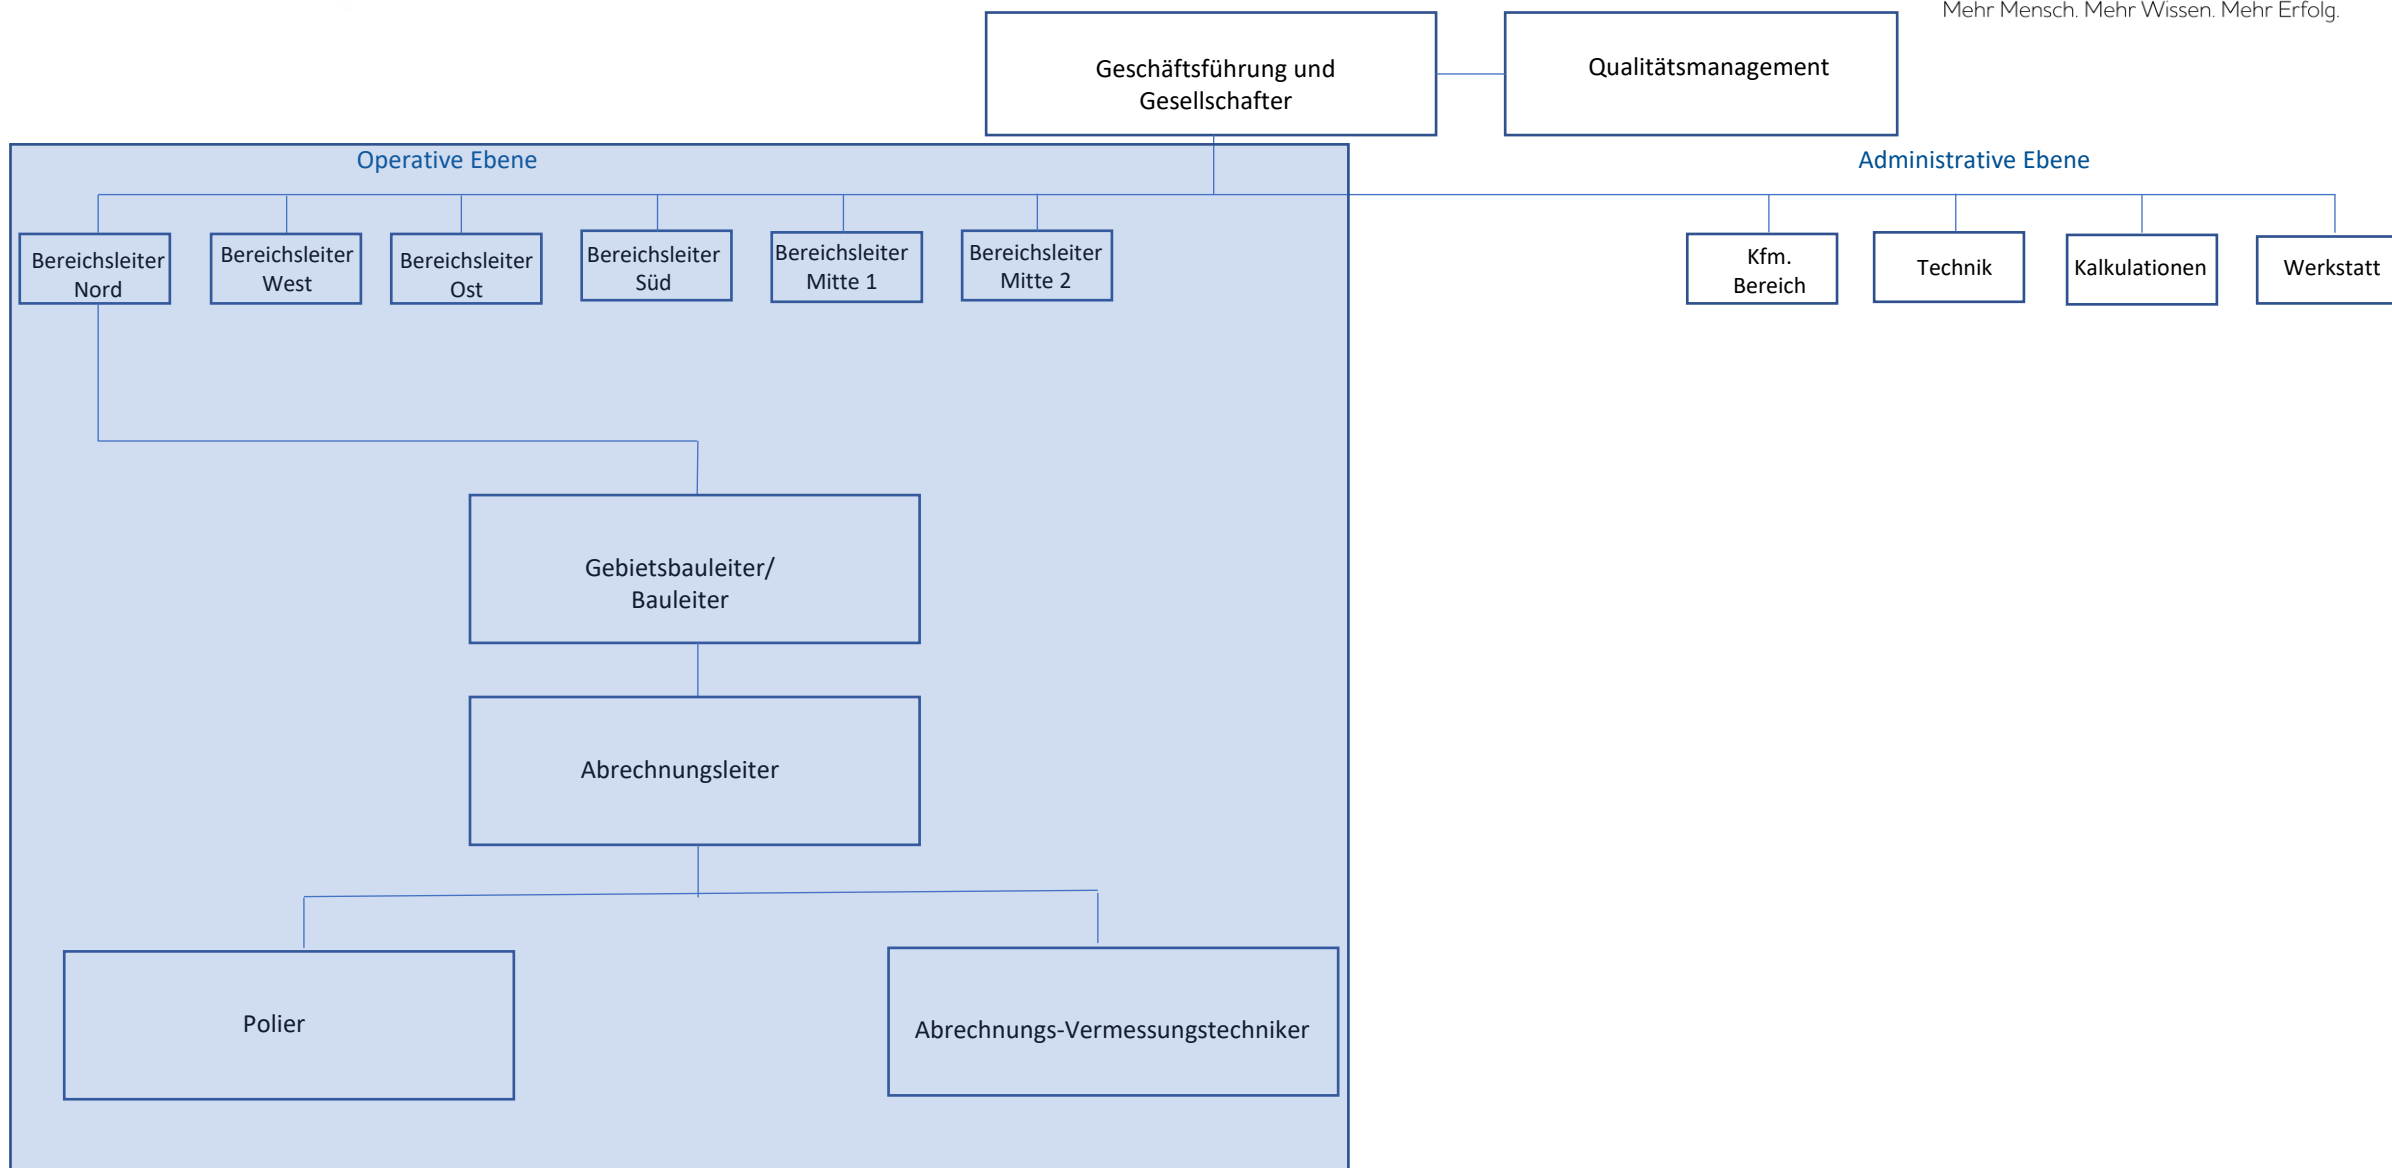 Mehr Mensch. Mehr Wissen. Mehr Erfolg.
Geschäftsführung und
Gesellschafter
Qualitätsmanagement
Operative Ebene
Administrative Ebene
Bereichsleiter
Nord
Bereichsleiter
West
Bereichsleiter
Ost
Bereichsleiter
Süd
Bereichsleiter
Mitte 1
Bereichsleiter
Mitte 2
Kfm.
Bereich
Technik
Kalkulationen
Werkstatt
Gebietsbauleiter/
Bauleiter
Abrechnungsleiter
Polier
Abrechnungs-Vermessungstechniker